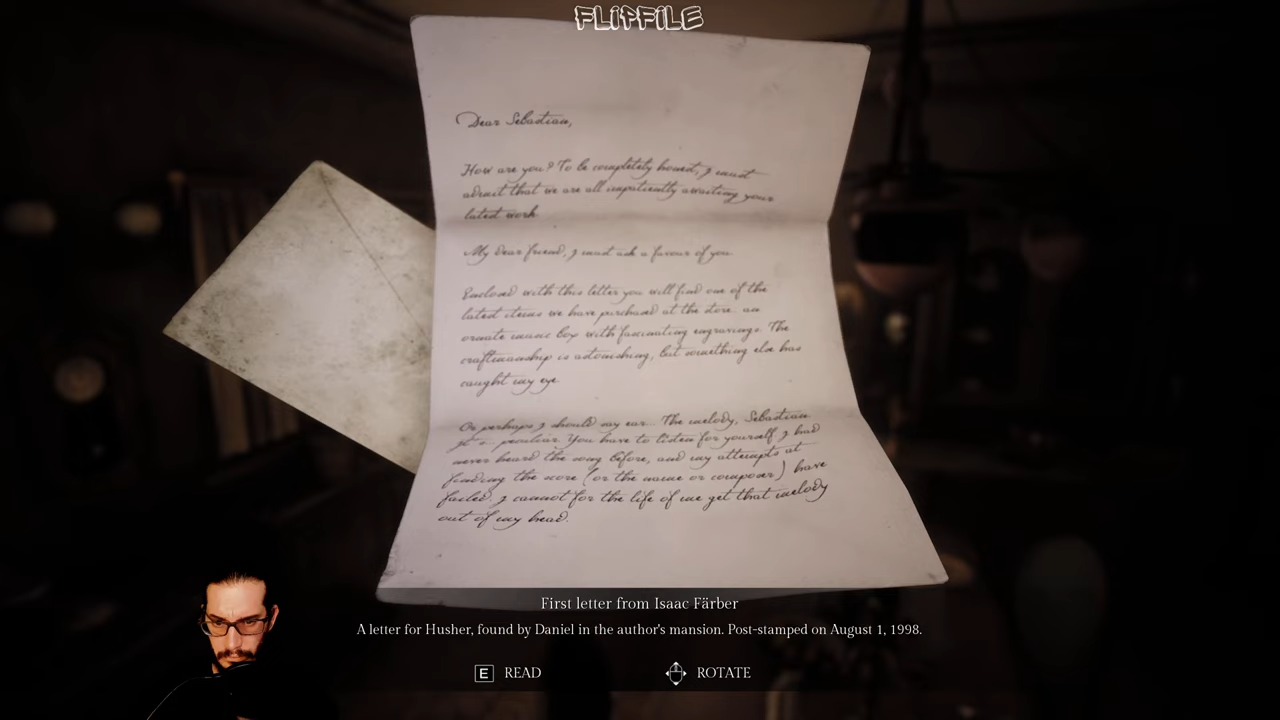 FLIPFILE
Dear Sebastian,
How are you? To be completely honest, I must
admit that we are all impatiently awaiting your
latest work.
My dear friend, I must ask a favour of you.
Enclosed with this letter you will find one of the
latest items we have purchased at the store: an
ornate music box with fascinating engravings. The
craftmanship is astonishing, but something else has
caught my eye.
Or perhaps I should say ear... The melody, Sebastian.
It's... peculiar. You have to listen for yourself. I had
never heard the song before, and my attempts at
finding the score (or the name or composer) have
failed. I cannot for the life of me get that melody
out of my head.
First letter from Isaac Färber
A letter for Husher, found by Daniel in the author's mansion. Post-stamped on August 1, 1998.
E READ ROTATE